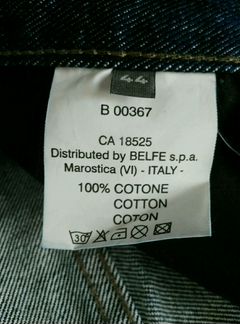 44
B 00367
CA 18525
Distributed by BELFE s.p.a.
Marostica (VI) - ITALY -
100% COTONE
COTTON
COTON
30°